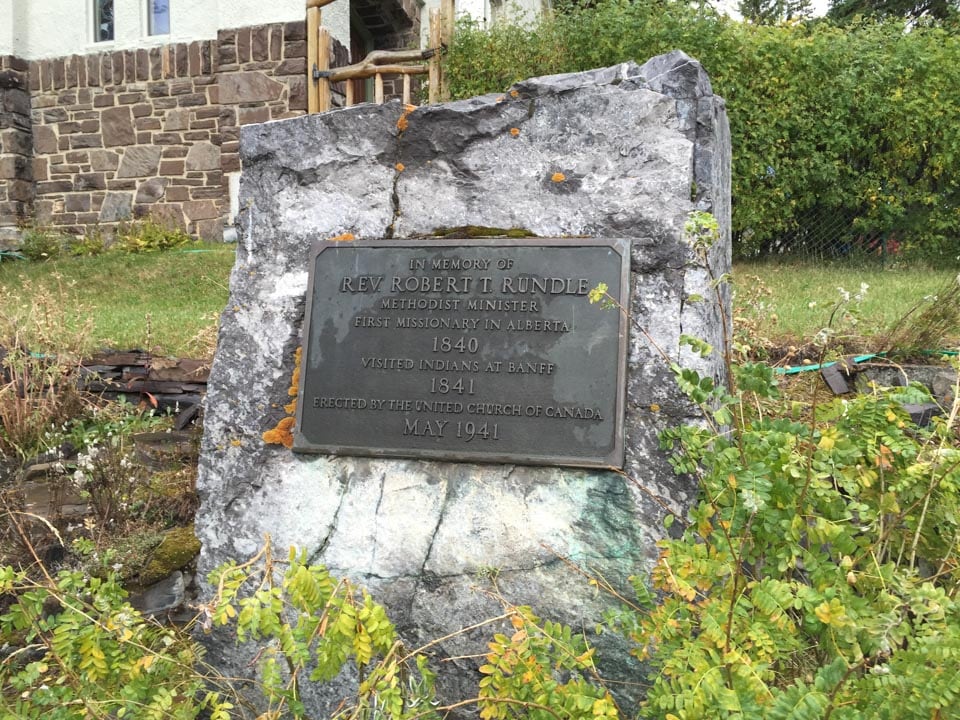 IN MEMORY OF
REV. ROBERT T. RUNDLE
METHODIST MINISTER
FIRST MISSIONARY IN ALBERTA
1840
VISITED INDIANS AT BANFF
1841
ERECTED BY THE UNITED CHURCH OF CANADA
MAY 1941